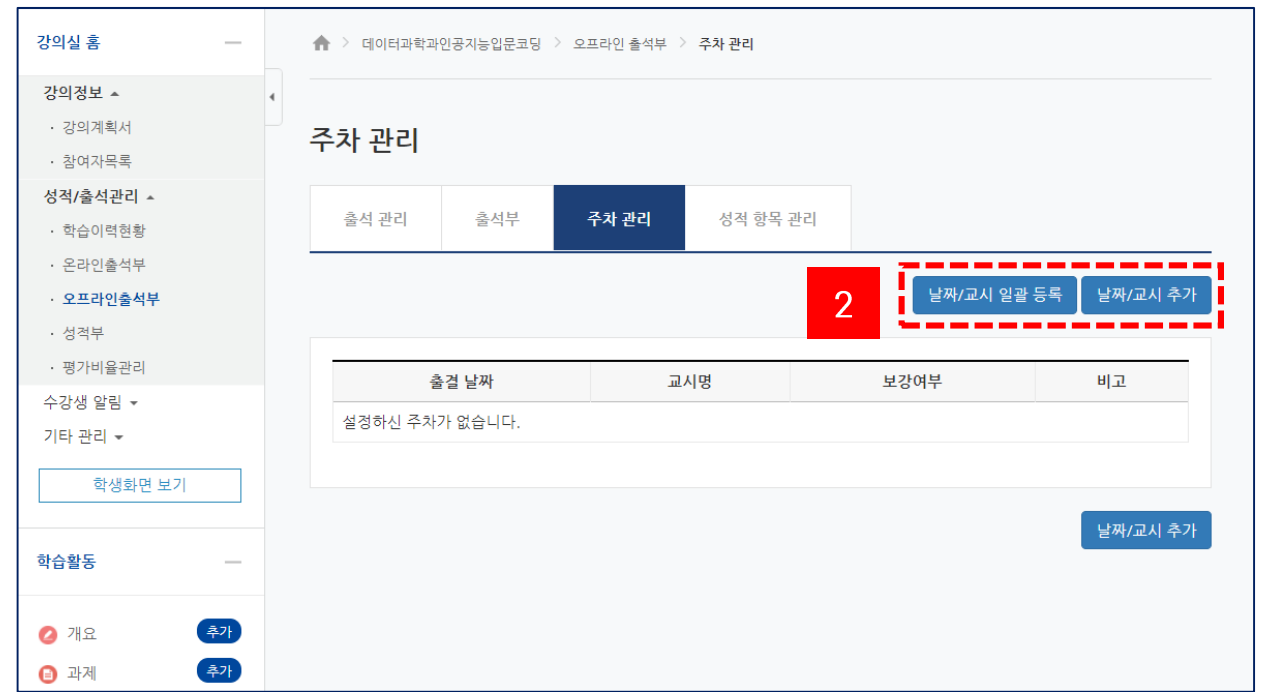 강의실 홈
강의정보
· 강의계획서
· 참여자목록
성적/출석관리
· 학습이력현황
· 온라인출석부
· 오프라인출석부
· 성적부
· 평가비율관리
수강생 알림
기타 관리
학생화면 보기
학습활동
개요 추가
과제 추가
데이터과학과인공지능입문코딩 > 오프라인 출석부 > 주차 관리
주차 관리
출석 관리 출석부 주차 관리 성적 항목 관리
2 날짜/교시 일괄 등록 날짜/교시 추가
출결 날짜 교시명 보강여부 비고
설정하신 주차가 없습니다.
날짜/교시 추가